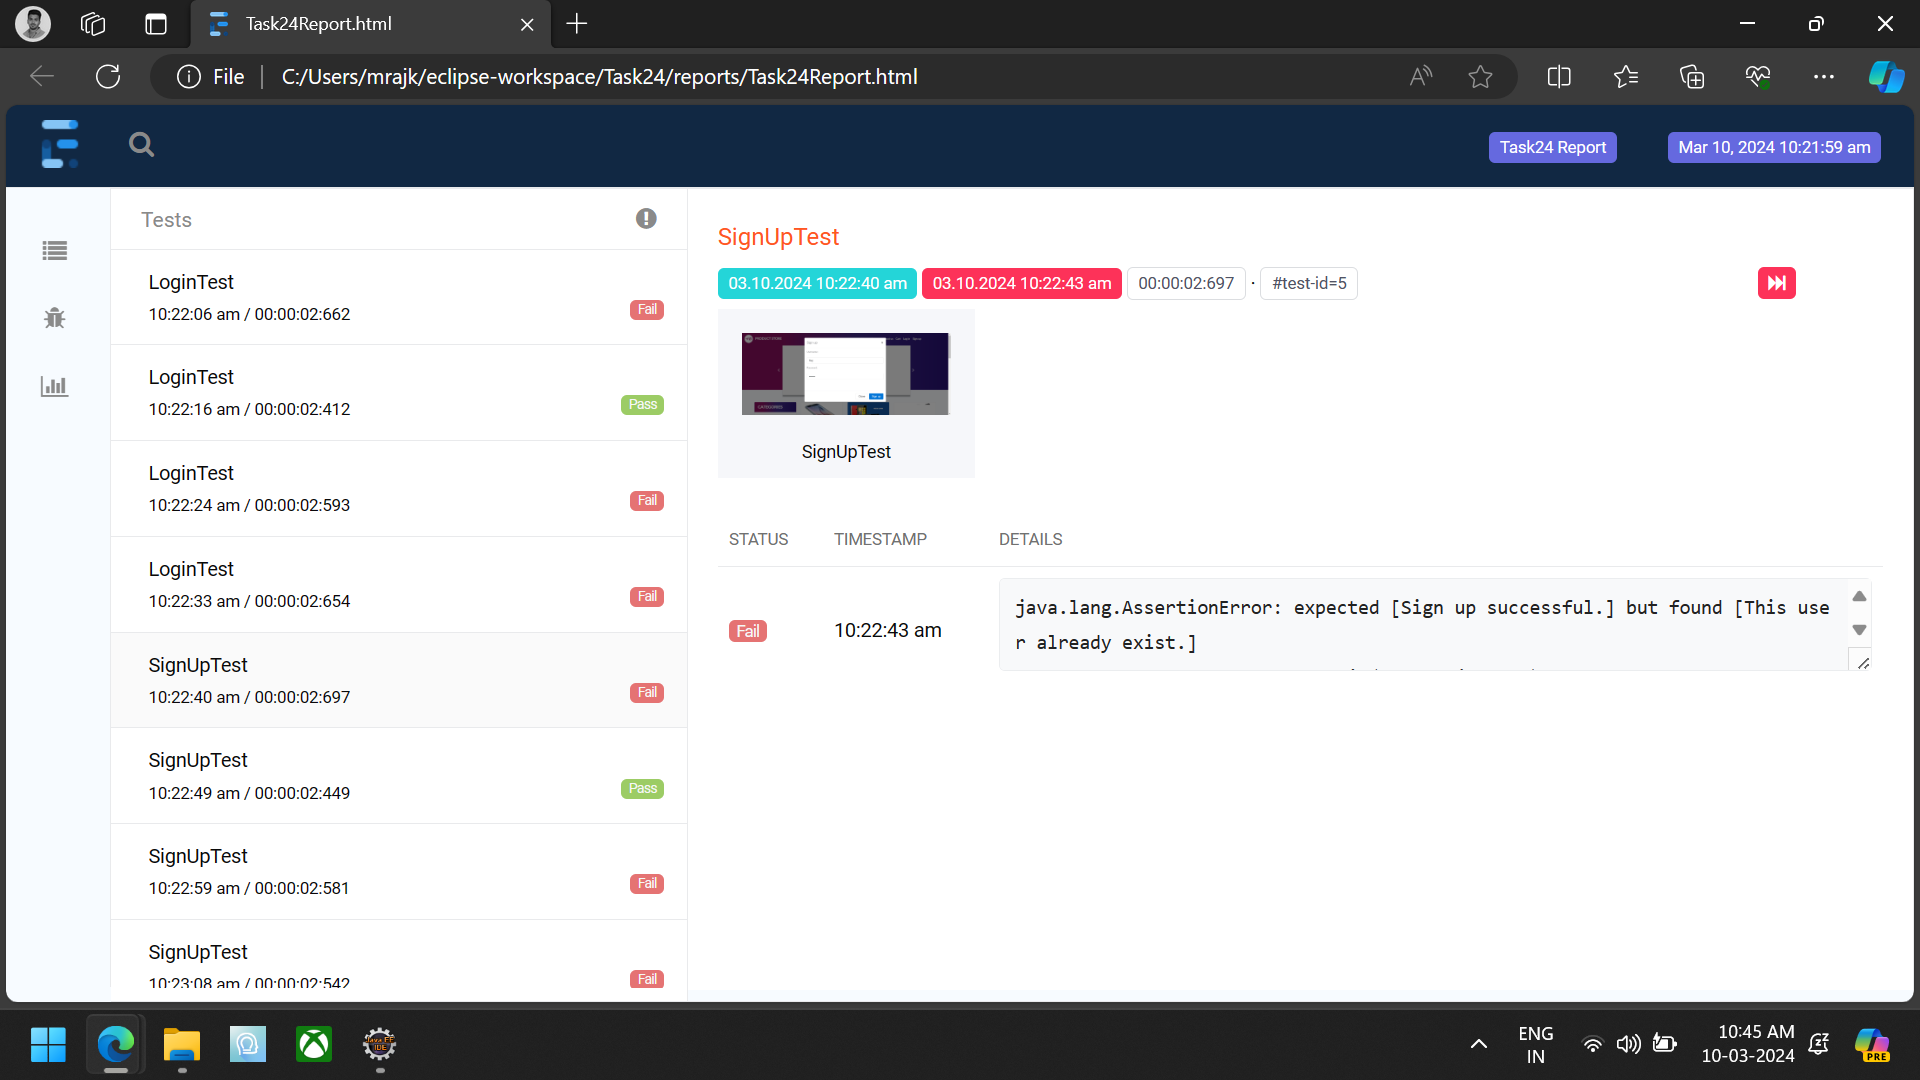 Task24Report.html
File
C:/Users/mrajk/eclipse-workspace/Task24/reports/Task24Report.html
Task24 Report
Mar 10, 2024 10:21:59 am
Tests
LoginTest
10:22:06 am / 00:00:02:662
Fail
LoginTest
10:22:16 am / 00:00:02:412
Pass
LoginTest
10:22:24 am / 00:00:02:593
Fail
LoginTest
10:22:33 am / 00:00:02:654
Fail
SignUpTest
10:22:40 am / 00:00:02:697
Fail
SignUpTest
10:22:49 am / 00:00:02:449
Pass
SignUpTest
10:22:59 am / 00:00:02:581
Fail
SignUpTest
10:23:08 am / 00:00:02:542
Fail
SignUpTest
03.10.2024 10:22:40 am 03.10.2024 10:22:43 am 00:00:02:697 · #test-id=5
CATEGORIES
SignUpTest
STATUS TIMESTAMP DETAILS
Fail
10:22:43 am
java.lang.AssertionError: expected [Sign up successful.] but found [This use
r already exist.]
ENG
IN
10:45 AM
10-03-2024
PRE